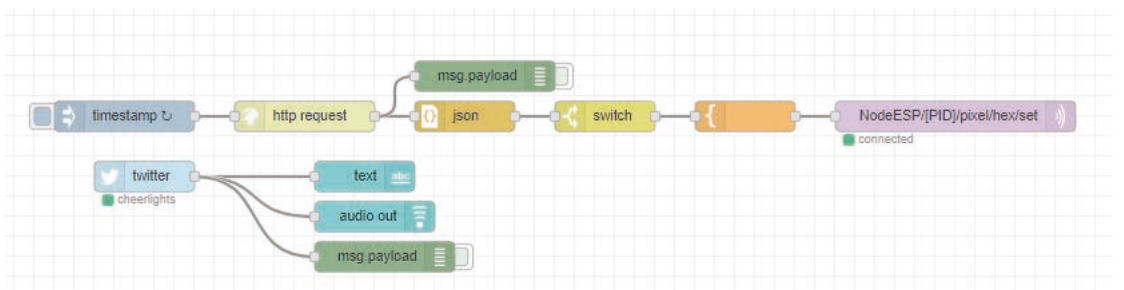 msg.payload
timestamp ↻
http request
json
switch
{
NodeESP/[PID]/pixel/hex/set
connected
twitter
cheerlights
text
abc
audio out
msg.payload